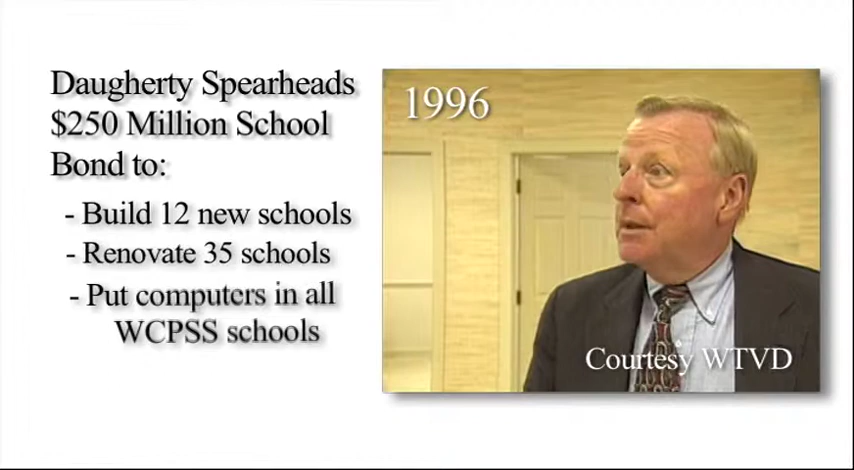 Daugherty Spearheads
$250 Million School
Bond to:
- Build 12 new schools
- Renovate 35 schools
- Put computers in all
WCPSS schools
1996
Courtesy WTVD